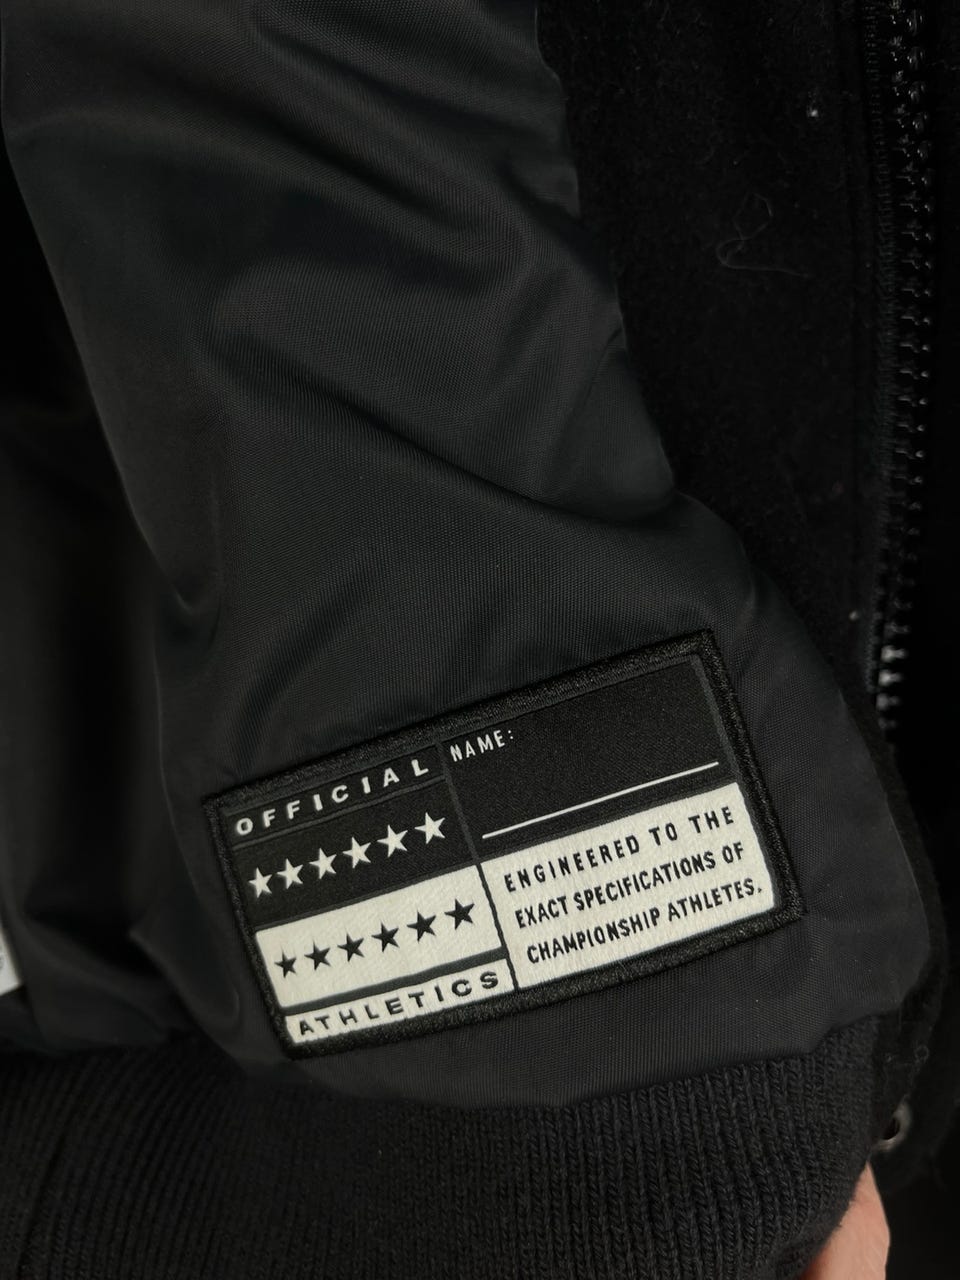 OFFICIAL
★★★★★★
★★★★★★
ATHLETICS
NAME:
ENGINEERED TO THE
EXACT SPECIFICATIONS OF
CHAMPIONSHIP ATHLETES.